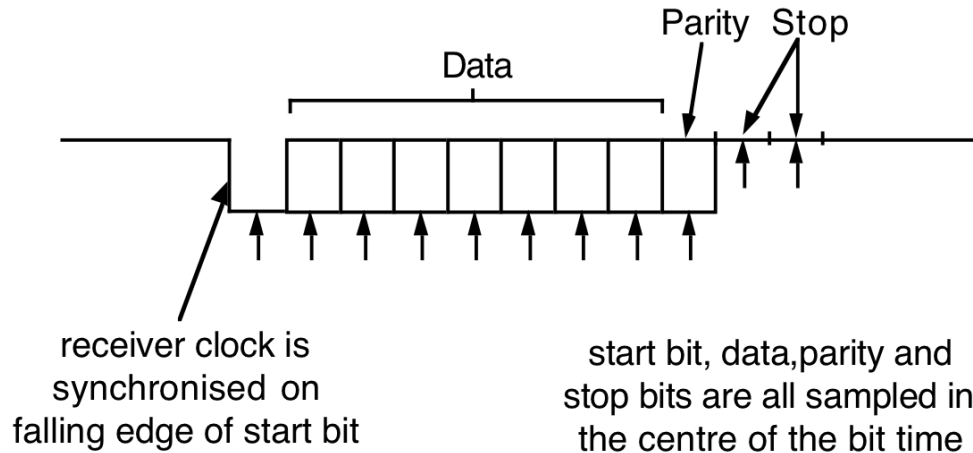 Parity Stop
Data
receiver clock is
synchronised on
falling edge of start bit
start bit, data,parity and
stop bits are all sampled in
the centre of the bit time